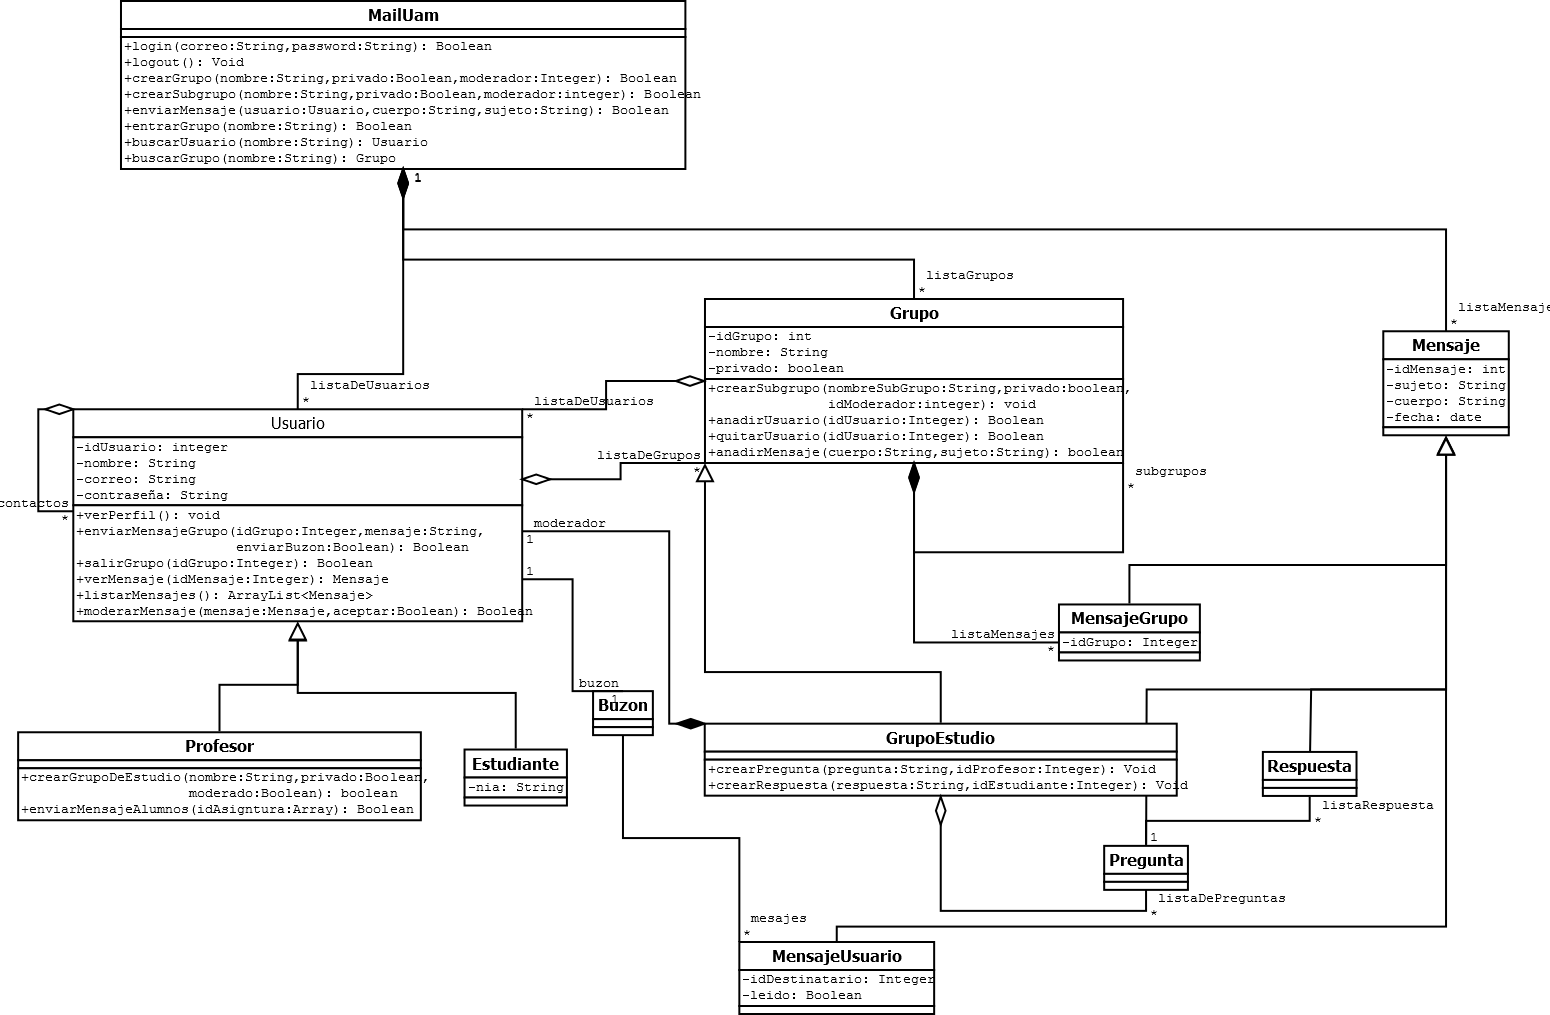 MailUam
+login(correo:String,password:String): Boolean
+logout(): Void
+crearGrupo(nombre:String,privado:Boolean,moderador:Integer): Boolean
+crearSubgrupo(nombre:String,privado:Boolean,moderador:integer): Boolean
+enviarMensaje(usuario:Usuario,cuerpo:String,sujeto:String): Boolean
+entrarGrupo(nombre:String): Boolean
+buscarUsuario(nombre:String): Usuario
+buscarGrupo(nombre:String): Grupo
1
listaGrupos
*
listaMensaje
*
Grupo
-idGrupo: int
-nombre: String
-privado: boolean
+crearSubgrupo(nombreSubGrupo:String,privado:boolean,
idModerador:integer): void
+anadirUsuario(idUsuario:Integer): Boolean
+quitarUsuario(idUsuario:Integer): Boolean
+anadirMensaje(cuerpo:String,sujeto:String): boolean
Mensaje
-idMensaje: int
-sujeto: String
-cuerpo: String
-fecha: date
listaDeUsuarios
*
listaDeUsuarios
*
listaDeGrupos
*
subgrupos
*
Usuario
-idUsuario: integer
-nombre: String
-correo: String
-contraseña: String
+verPerfil(): void
+enviarMensajeGrupo(idGrupo:Integer,mensaje:String,
enviarBuzon:Boolean): Boolean
+salirGrupo(idGrupo:Integer): Boolean
+verMensaje(idMensaje:Integer): Mensaje
+listarMensajes(): ArrayList<Mensaje>
+moderarMensaje(mensaje:Mensaje,aceptar:Boolean): Boolean
contactos
*
moderador
1
1
MensajeGrupo
-idGrupo: Integer
listaMensajes
*
buzon
1
Buzon
Profesor
+crearGrupoDeEstudio(nombre:String,privado:Boolean,
moderado:Boolean): boolean
+enviarMensajeAlumnos(idAsigntura:Array): Boolean
Estudiante
-nia: String
GrupoEstudio
+crearPregunta(pregunta:String,idProfesor:Integer): Void
+crearRespuesta(respuesta:String,idEstudiante:Integer): Void
Respuesta
listaRespuesta
*
1
Pregunta
listaDePreguntas
*
mesajes
*
MensajeUsuario
-idDestinatario: Integer
-leido: Boolean